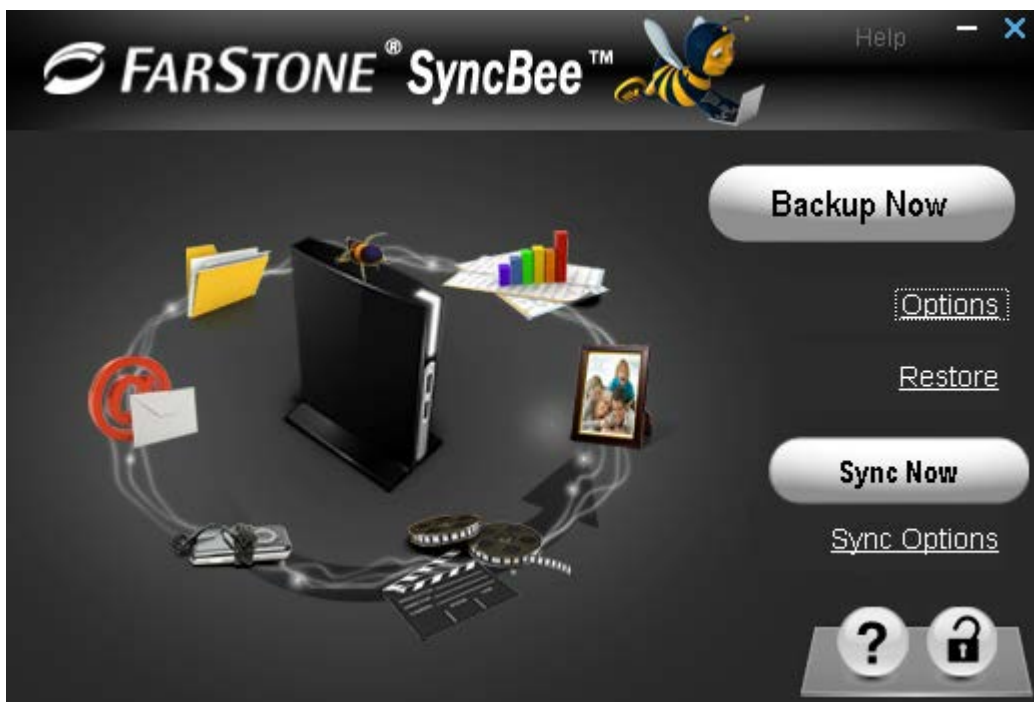 FARSTONE® SyncBee™
Help
Backup Now
Options
Restore
Sync Now
Sync Options
?